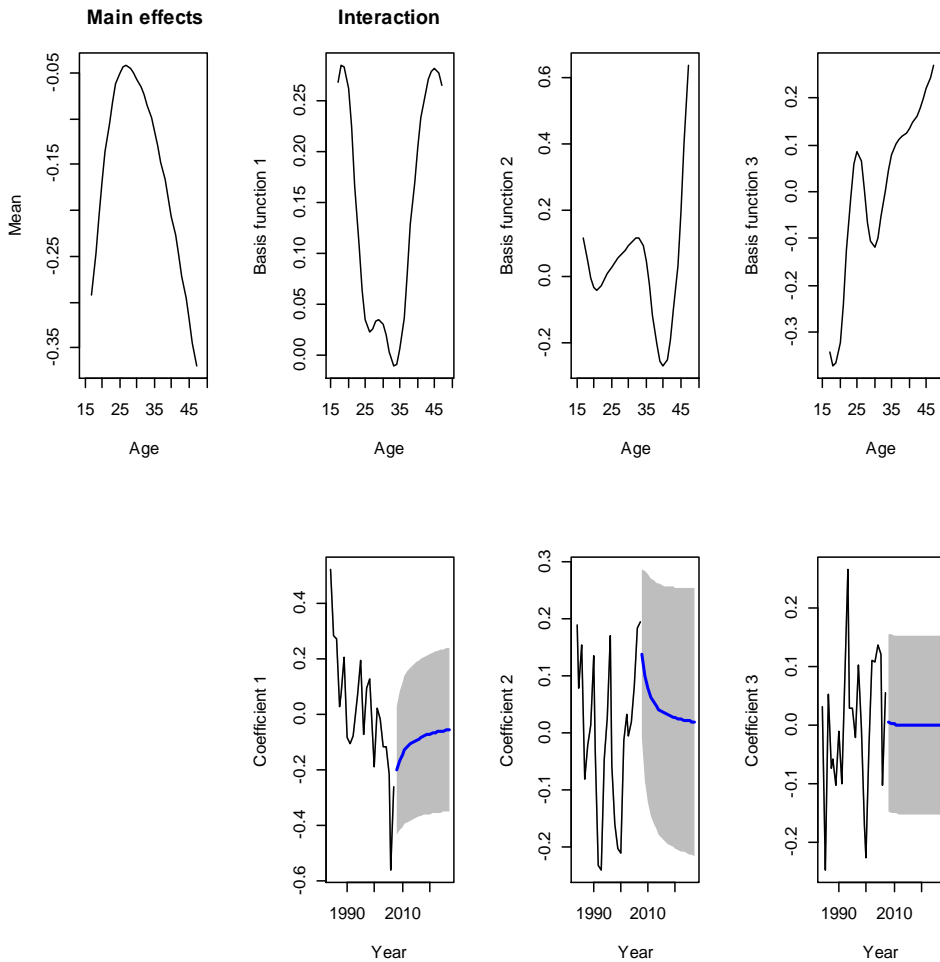 Main effects
Interaction
Mean
-0.35 -0.25 -0.15 -0.05
15 25 35 45
Age
Basis function 1
0.00 0.05 0.10 0.15 0.20 0.25
15 25 35 45
Age
Basis function 2
-0.2 0.0 0.2 0.4 0.6
15 25 35 45
Age
Basis function 3
-0.3 -0.2 -0.1 0.0 0.1 0.2
15 25 35 45
Age
Coefficient 1
-0.6 -0.4 -0.2 0.0 0.2 0.4
1990 2010
Year
Coefficient 2
-0.2 -0.1 0.0 0.1 0.2 0.3
1990 2010
Year
Coefficient 3
-0.2 -0.1 0.0 0.1 0.2
1990 2010
Year